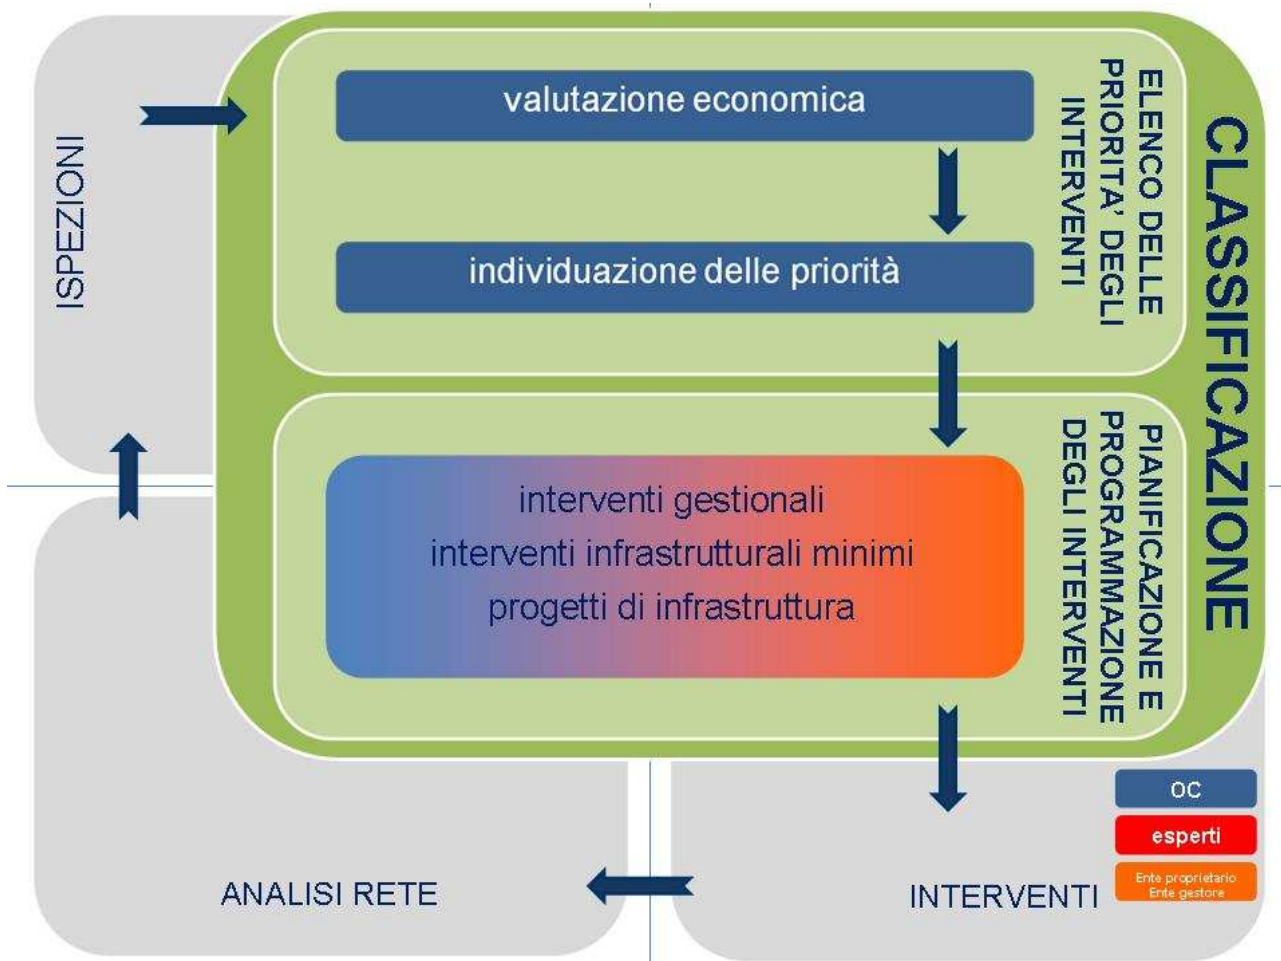 ISPEZIONI
valutazione economica
individuazione delle priorità
ELENCO DELLE
PRIORITA’ DEGLI
INTERVENTI
CLASSIFICAZIONE
interventi gestionali
interventi infrastrutturali minimi
progetti di infrastruttura
PIANIFICAZIONE E
PROGRAMMAZIONE
DEGLI INTERVENTI
ANALISI RETE
INTERVENTI
OC
esperti
Ente proprietario
Ente gestore